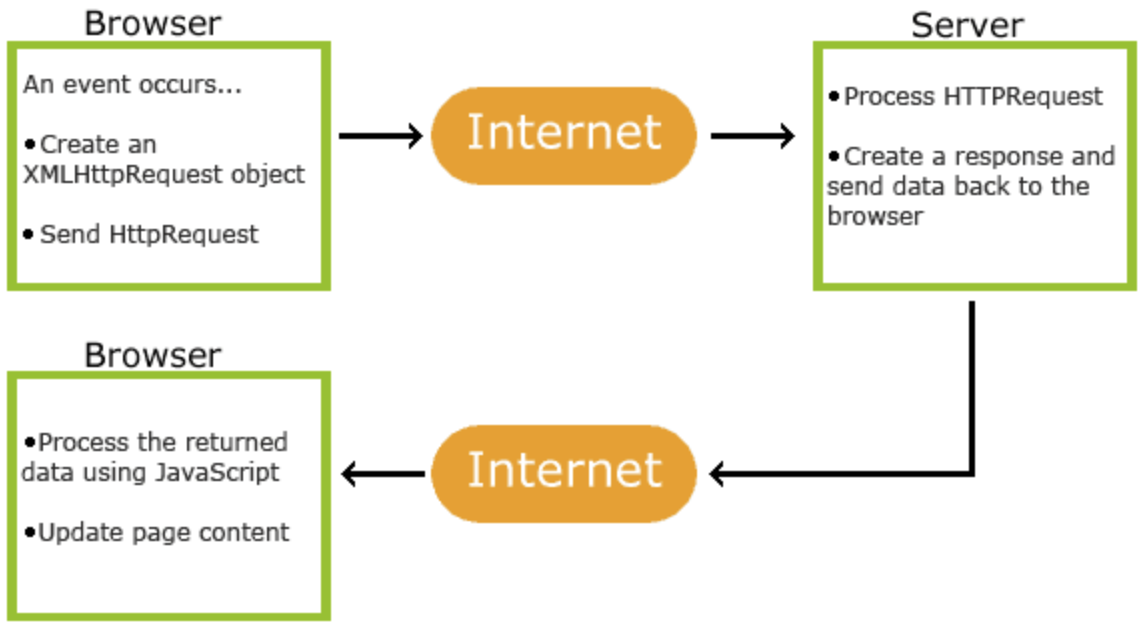 Browser
An event occurs...
•Create an
XMLHttpRequest object
• Send HttpRequest
Internet
Server
•Process HTTPRequest
•Create a response and
send data back to the
browser
Browser
•Process the returned
data using JavaScript
•Update page content
Internet